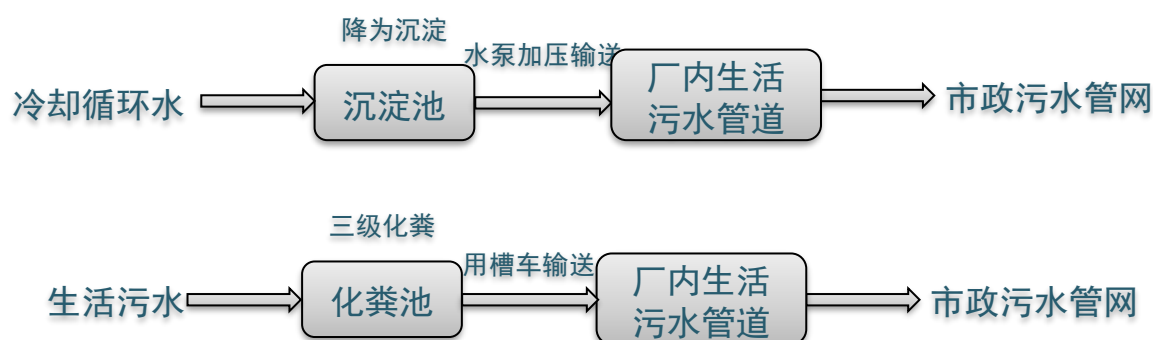 降为沉淀
水泵加压输送
冷却循环水
沉淀池
厂内生活
污水管道
市政污水管网
三级化粪
用槽车输送
生活污水
化粪池
厂内生活
污水管道
市政污水管网